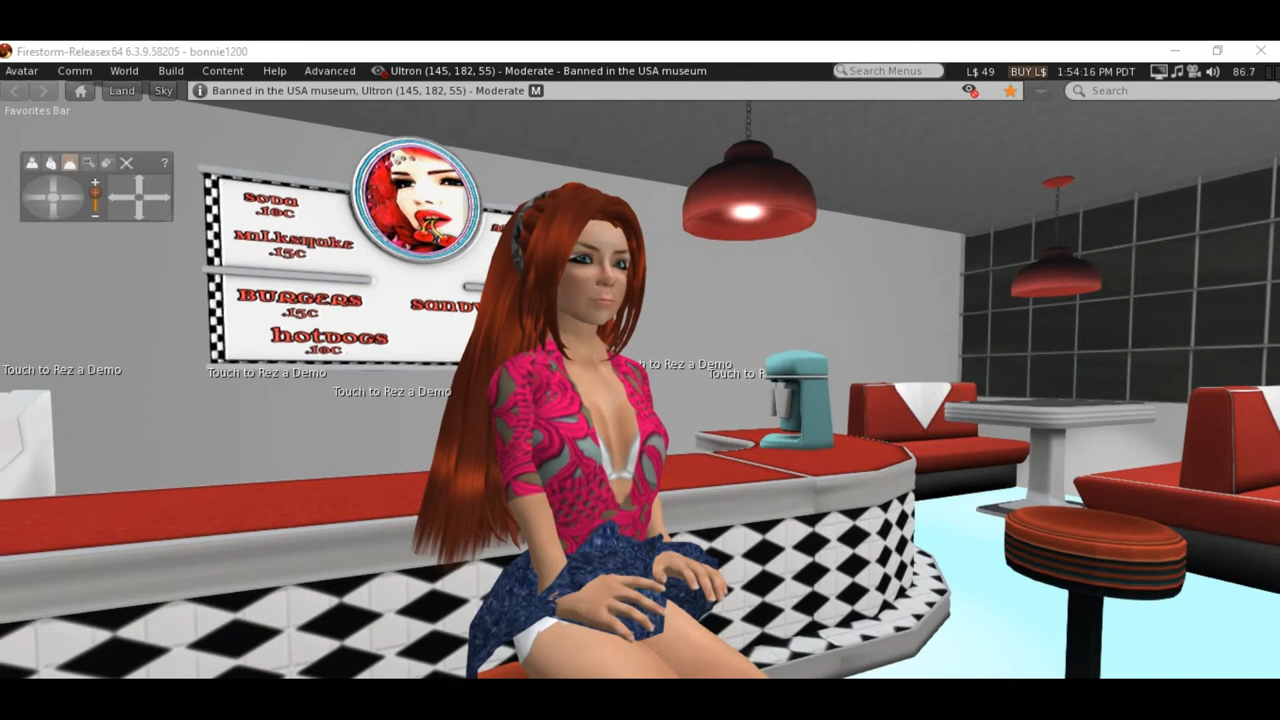 Firestorm-Releasex64 6.3.9.58205 - bonnie1200
Avatar Comm World Build Content Help Advanced Ultron (145, 182, 55) - Moderate - Banned in the USA museum Search Menus L$ 49 BUY L$ 1:54:16 PM PDT 86.7
Land Sky Banned in the USA museum, Ultron (145, 182, 55) - Moderate M Search
Favorites Bar
?
SODA
.10C
MILKSHAKE
.15C
BURGERS
.15C
SANDW
HOTDOGS
.10C
Touch to Rez a Demo
Touch to Rez a Demo
Touch to Rez a Demo
ch to Rez a Demo
Touch to R